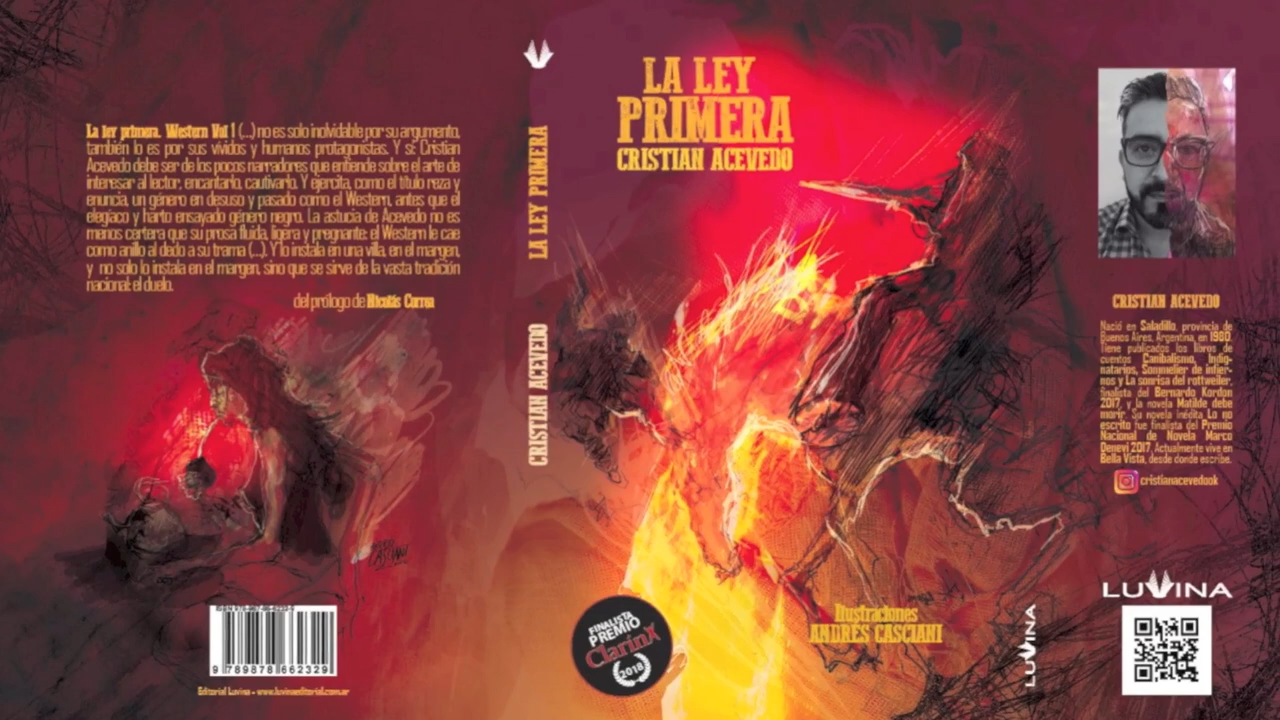 La ley primera. Western Vol 1 (...) no es solo inolvidable por su argumento,
también lo es por sus vívidos y humanos protagonistas. Y sí: Cristian
Acevedo debe ser de los pocos narradores que entiende sobre el arte de
interesar al lector, encantarlo, cautivarlo. Y ejercita, como el título reza y
enuncia, un género en desuso y pasado como el Western, antes que el
elegíaco y harto ensayado género negro. La astucia de Acevedo no es
menos certera que su prosa fluida, ligera y pregnante: el Western le cae
como anillo al dedo a su trama (...). Y lo instala en una villa, en el margen,
y no solo lo instala en el margen, sino que se sirve de la vasta tradición
nacional: el duelo.
del prólogo de Nicolás Correa
9 789878 662329
Editorial Luvina - www.luvinaeditorial.com.ar
LA LEY PRIMERA
CRISTIAN ACEVEDO
LA LEY
PRIMERA
CRISTIAN ACEVEDO
FINALISTA
PREMIO
ClarínX
2018
Ilustraciones
ANDRÉS CASCIANI
LUVINA
CRISTIAN ACEVEDO
Nació en Saladillo, provincia de
Buenos Aires, Argentina, en 1980.
Tiene publicados los libros de
cuentos Canibalismo, Indig-
natarios, Sommelier de infier-
nos y La sonrisa del rottweiler,
finalista del Bernardo Kordon
2017, y la novela Matilde debe
morir. Su novela inédita Lo no
escrito fue finalista del Premio
Nacional de Novela Marco
Denevi 2017. Actualmente vive en
Bella Vista, desde donde escribe.
cristianacevedook
LUVINA